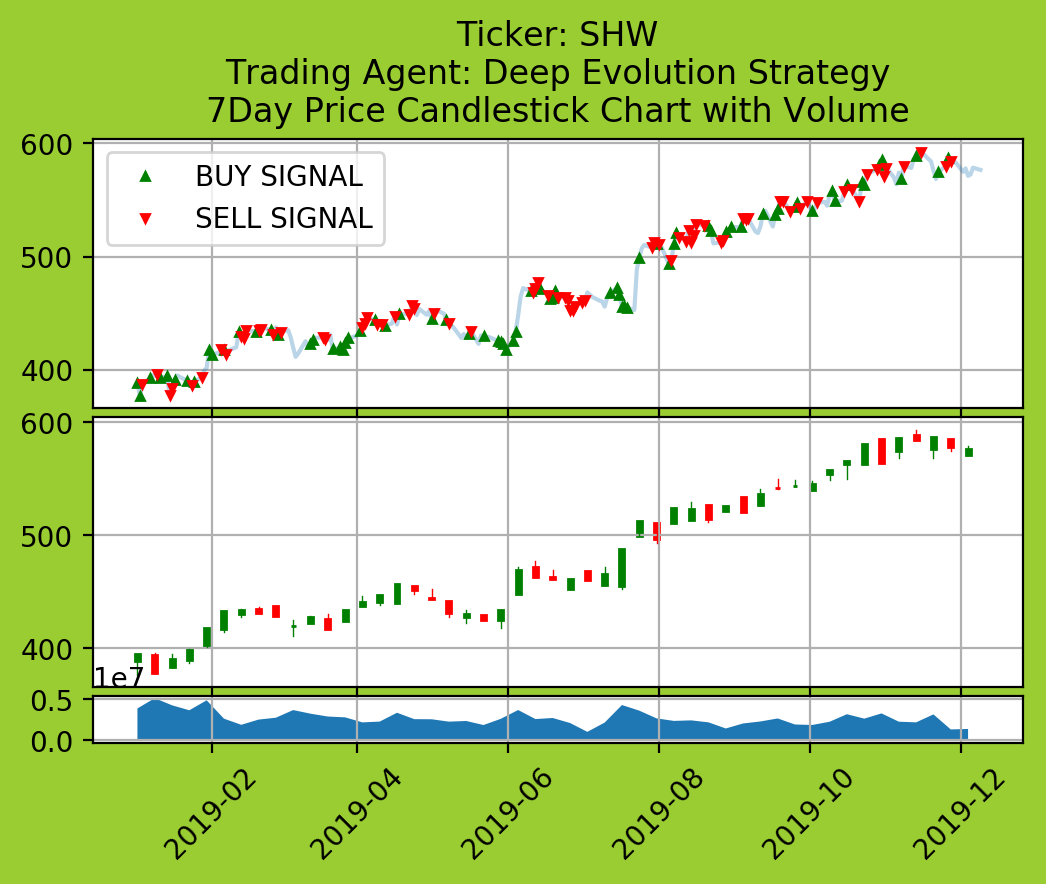 Ticker: SHW
Trading Agent: Deep Evolution Strategy
7Day Price Candlestick Chart with Volume
600
500
400
BUY SIGNAL
SELL SIGNAL
600
500
400
1e7
0.5
0.0
2019-02
2019-04
2019-06
2019-08
2019-10
2019-12